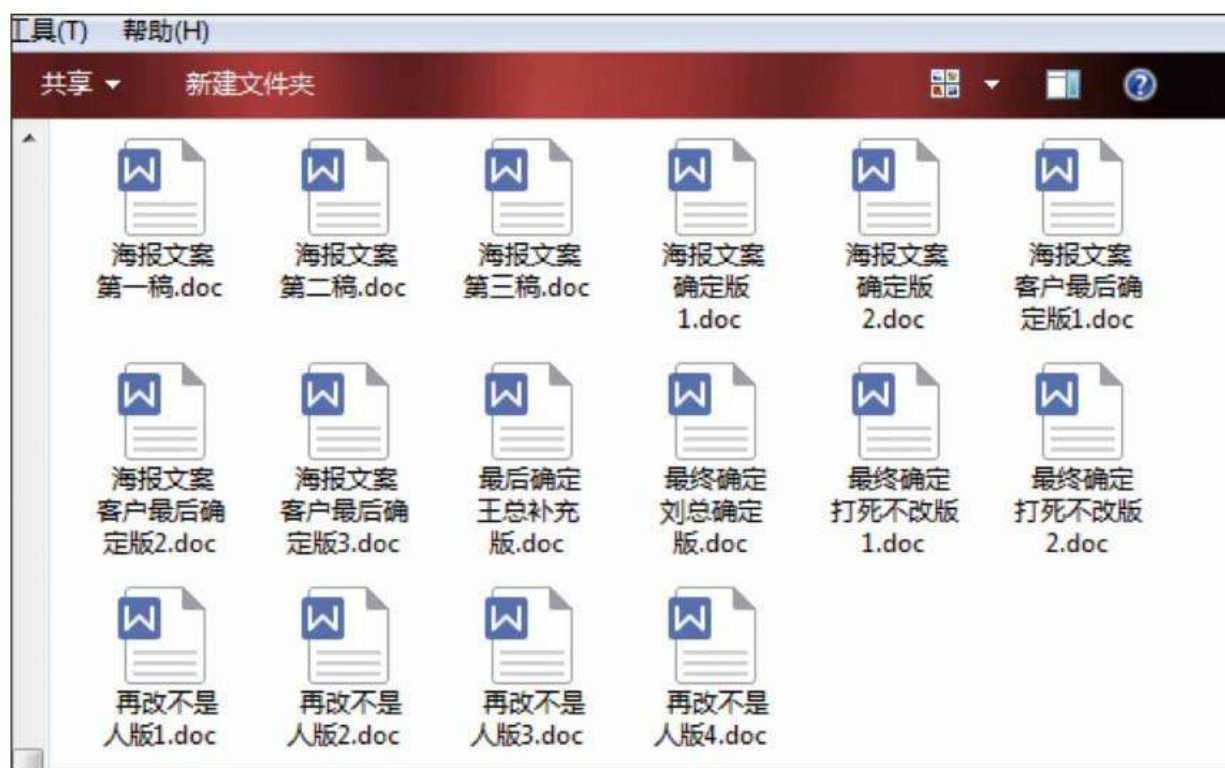 工具(T) 帮助(H)
共享 新建文件夹
海报文案
第一稿.doc
海报文案
第二稿.doc
海报文案
第三稿.doc
海报文案
确定版
1.doc
海报文案
确定版
2.doc
海报文案
客户最后确
定版1.doc
海报文案
客户最后确
定版2.doc
海报文案
客户最后确
定版3.doc
最后确定
王总补充
版.doc
最终确定
刘总确定
版.doc
最终确定
打死不改版
1.doc
最终确定
打死不改版
2.doc
再改不是
人版1.doc
再改不是
人版2.doc
再改不是
人版3.doc
再改不是
人版4.doc